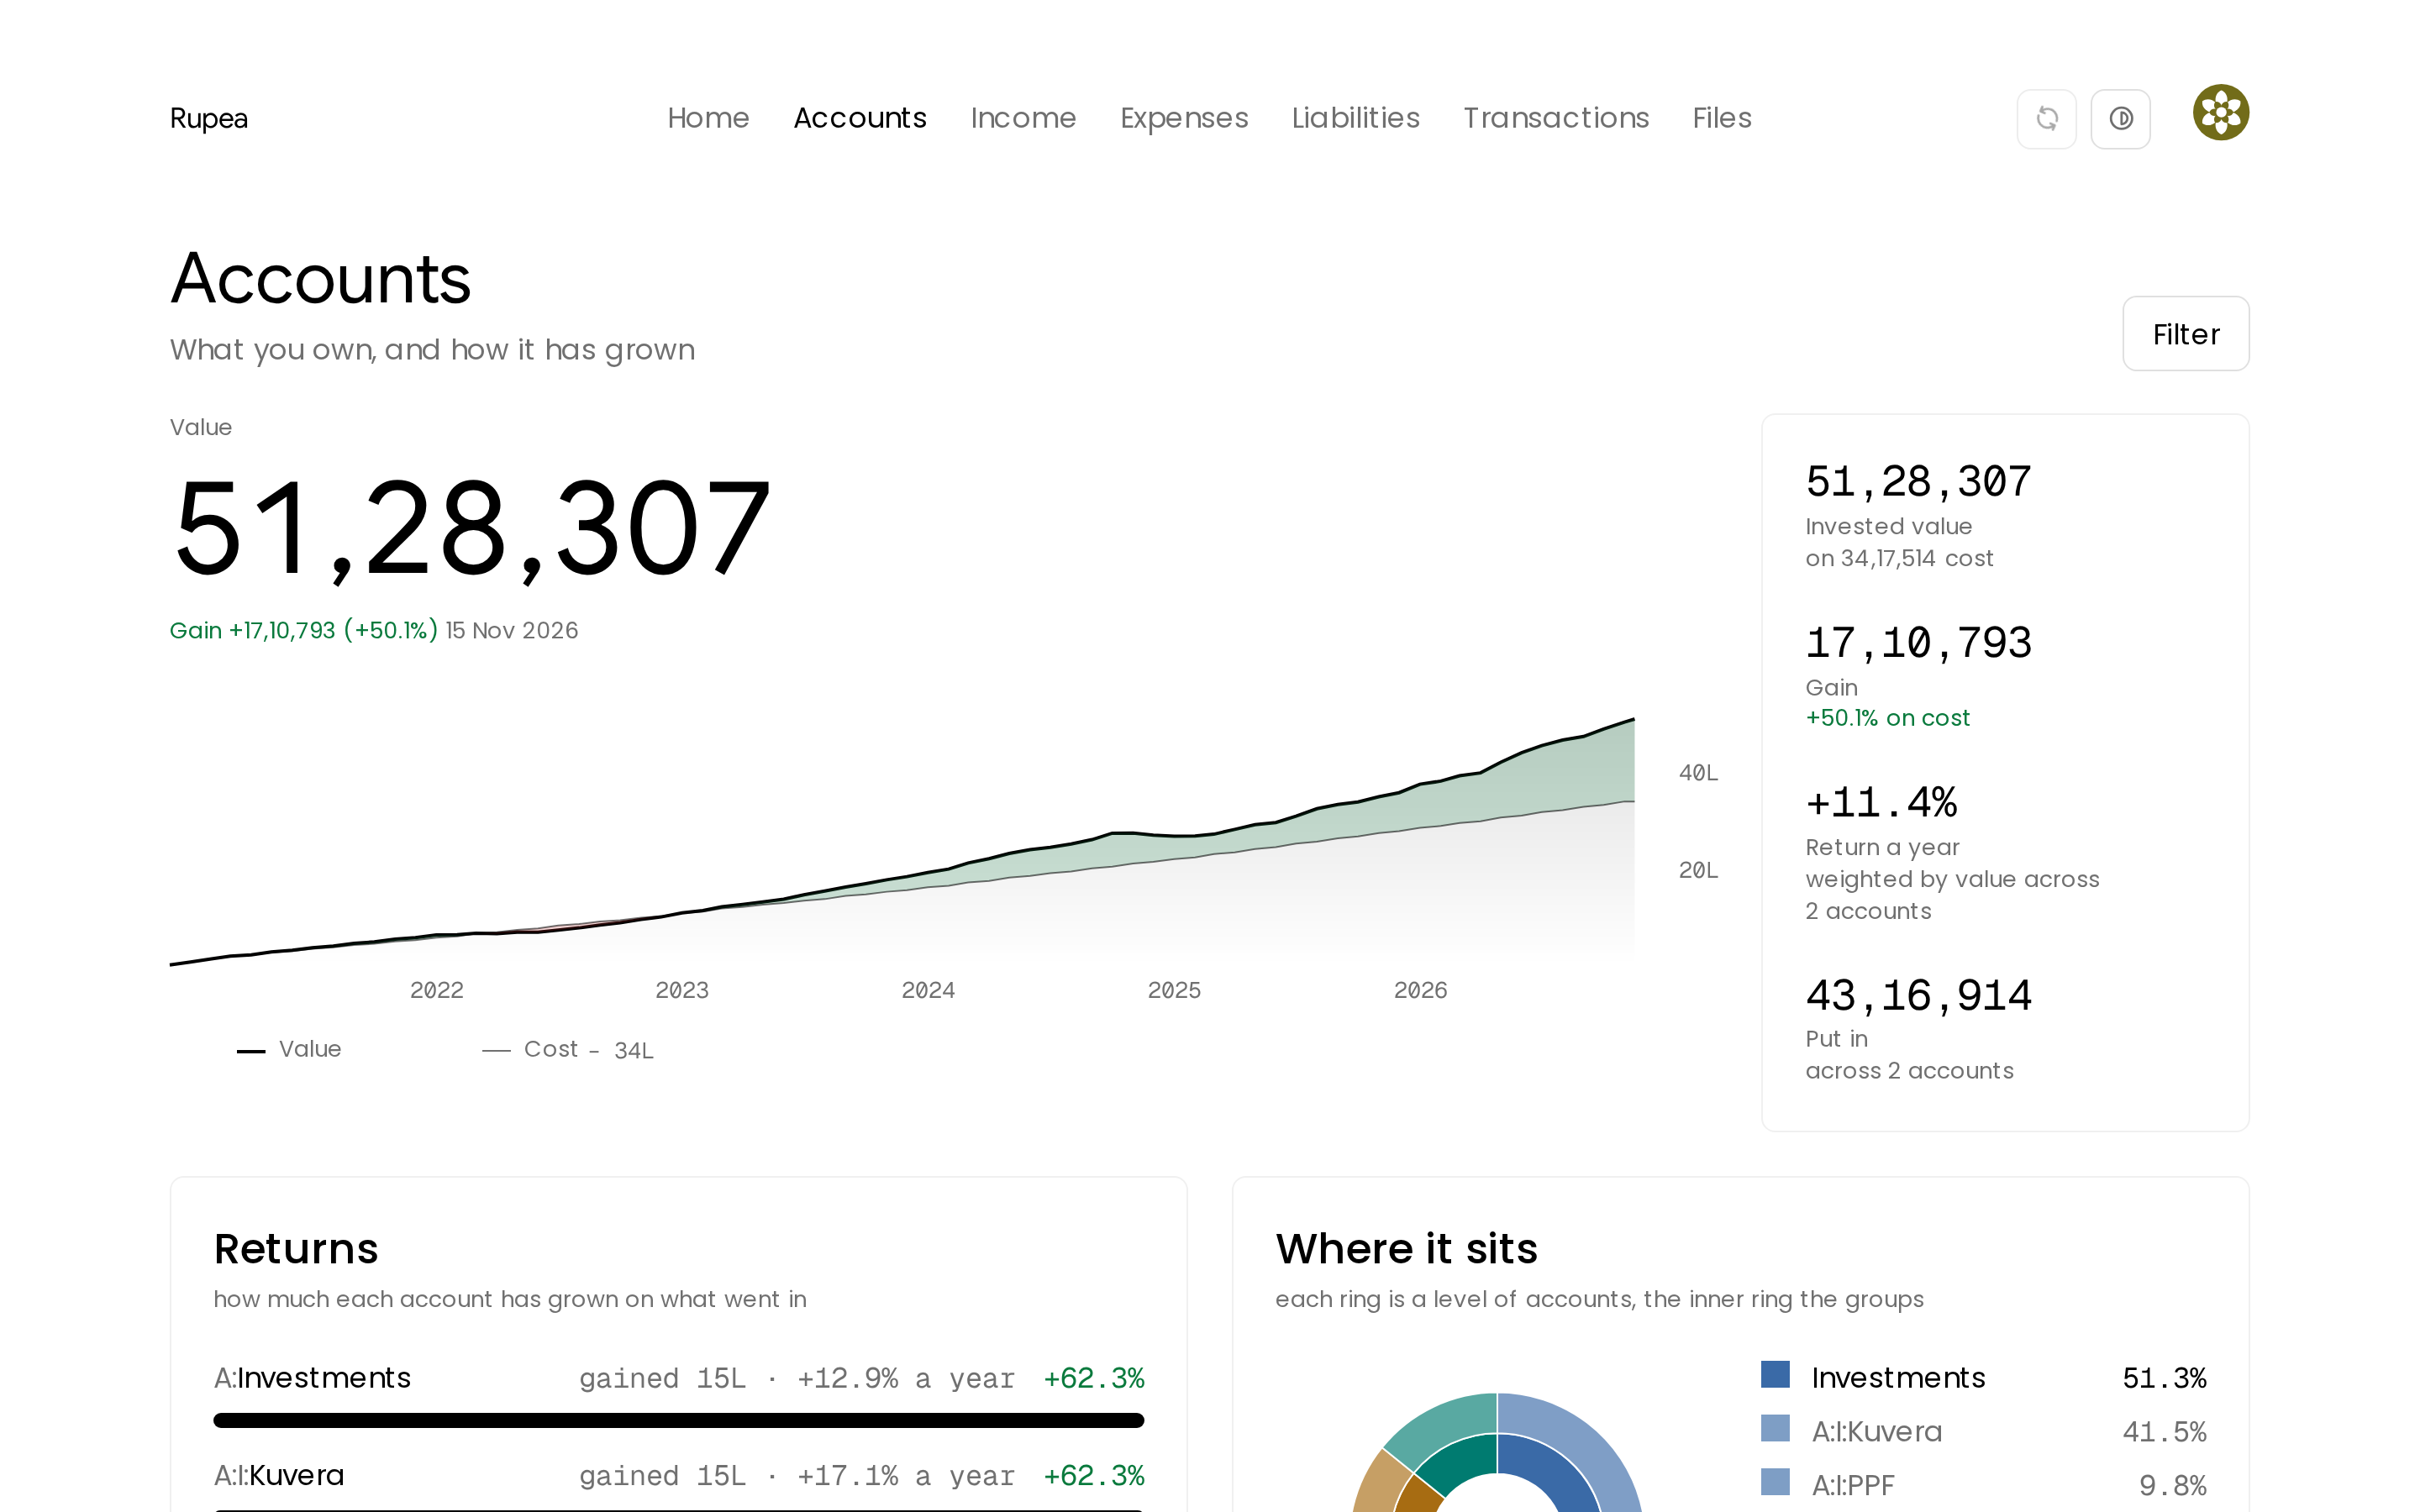 Rupea
Home Accounts Income Expenses Liabilities Transactions Files
Accounts
What you own, and how it has grown
Filter
Value
51,28,307
Gain +17,10,793 (+50.1%) 15 Nov 2026
40L
20L
2022 2023 2024 2025 2026
Value Cost - 34L
51,28,307
Invested value
on 34,17,514 cost
17,10,793
Gain
+50.1% on cost
+11.4%
Return a year
weighted by value across
2 accounts
43,16,914
Put in
across 2 accounts
Returns
how much each account has grown on what went in
A:Investments gained 15L · +12.9% a year +62.3%
A:I:Kuvera gained 15L · +17.1% a year +62.3%
Where it sits
each ring is a level of accounts, the inner ring the groups
Investments 51.3%
A:I:Kuvera 41.5%
A:I:PPF 9.8%